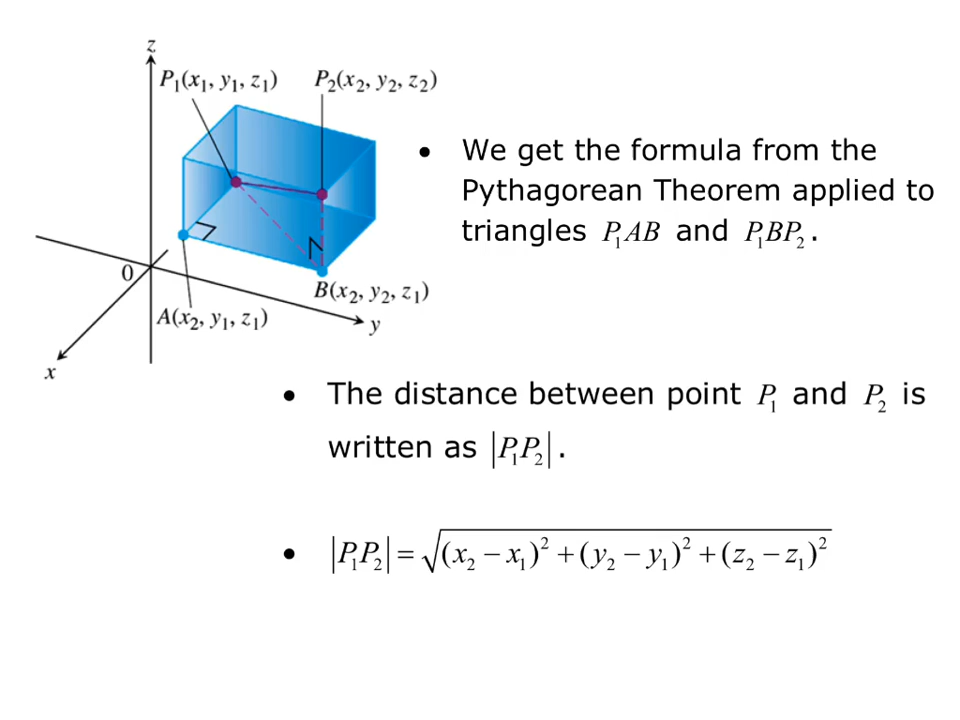 z
P₁(x₁, y₁, z₁)
P₂(x₂, y₂, z₂)
• We get the formula from the
Pythagorean Theorem applied to
triangles P₁AB and P₁BP₂.
0
B(x₂, y₂, z₁)
A(x₂, y₁, z₁)
y
x
• The distance between point P₁ and P₂ is
written as |P₁P₂|.
• |P₁P₂| = √((x₂ − x₁)² + (y₂ − y₁)² + (z₂ − z₁)²)